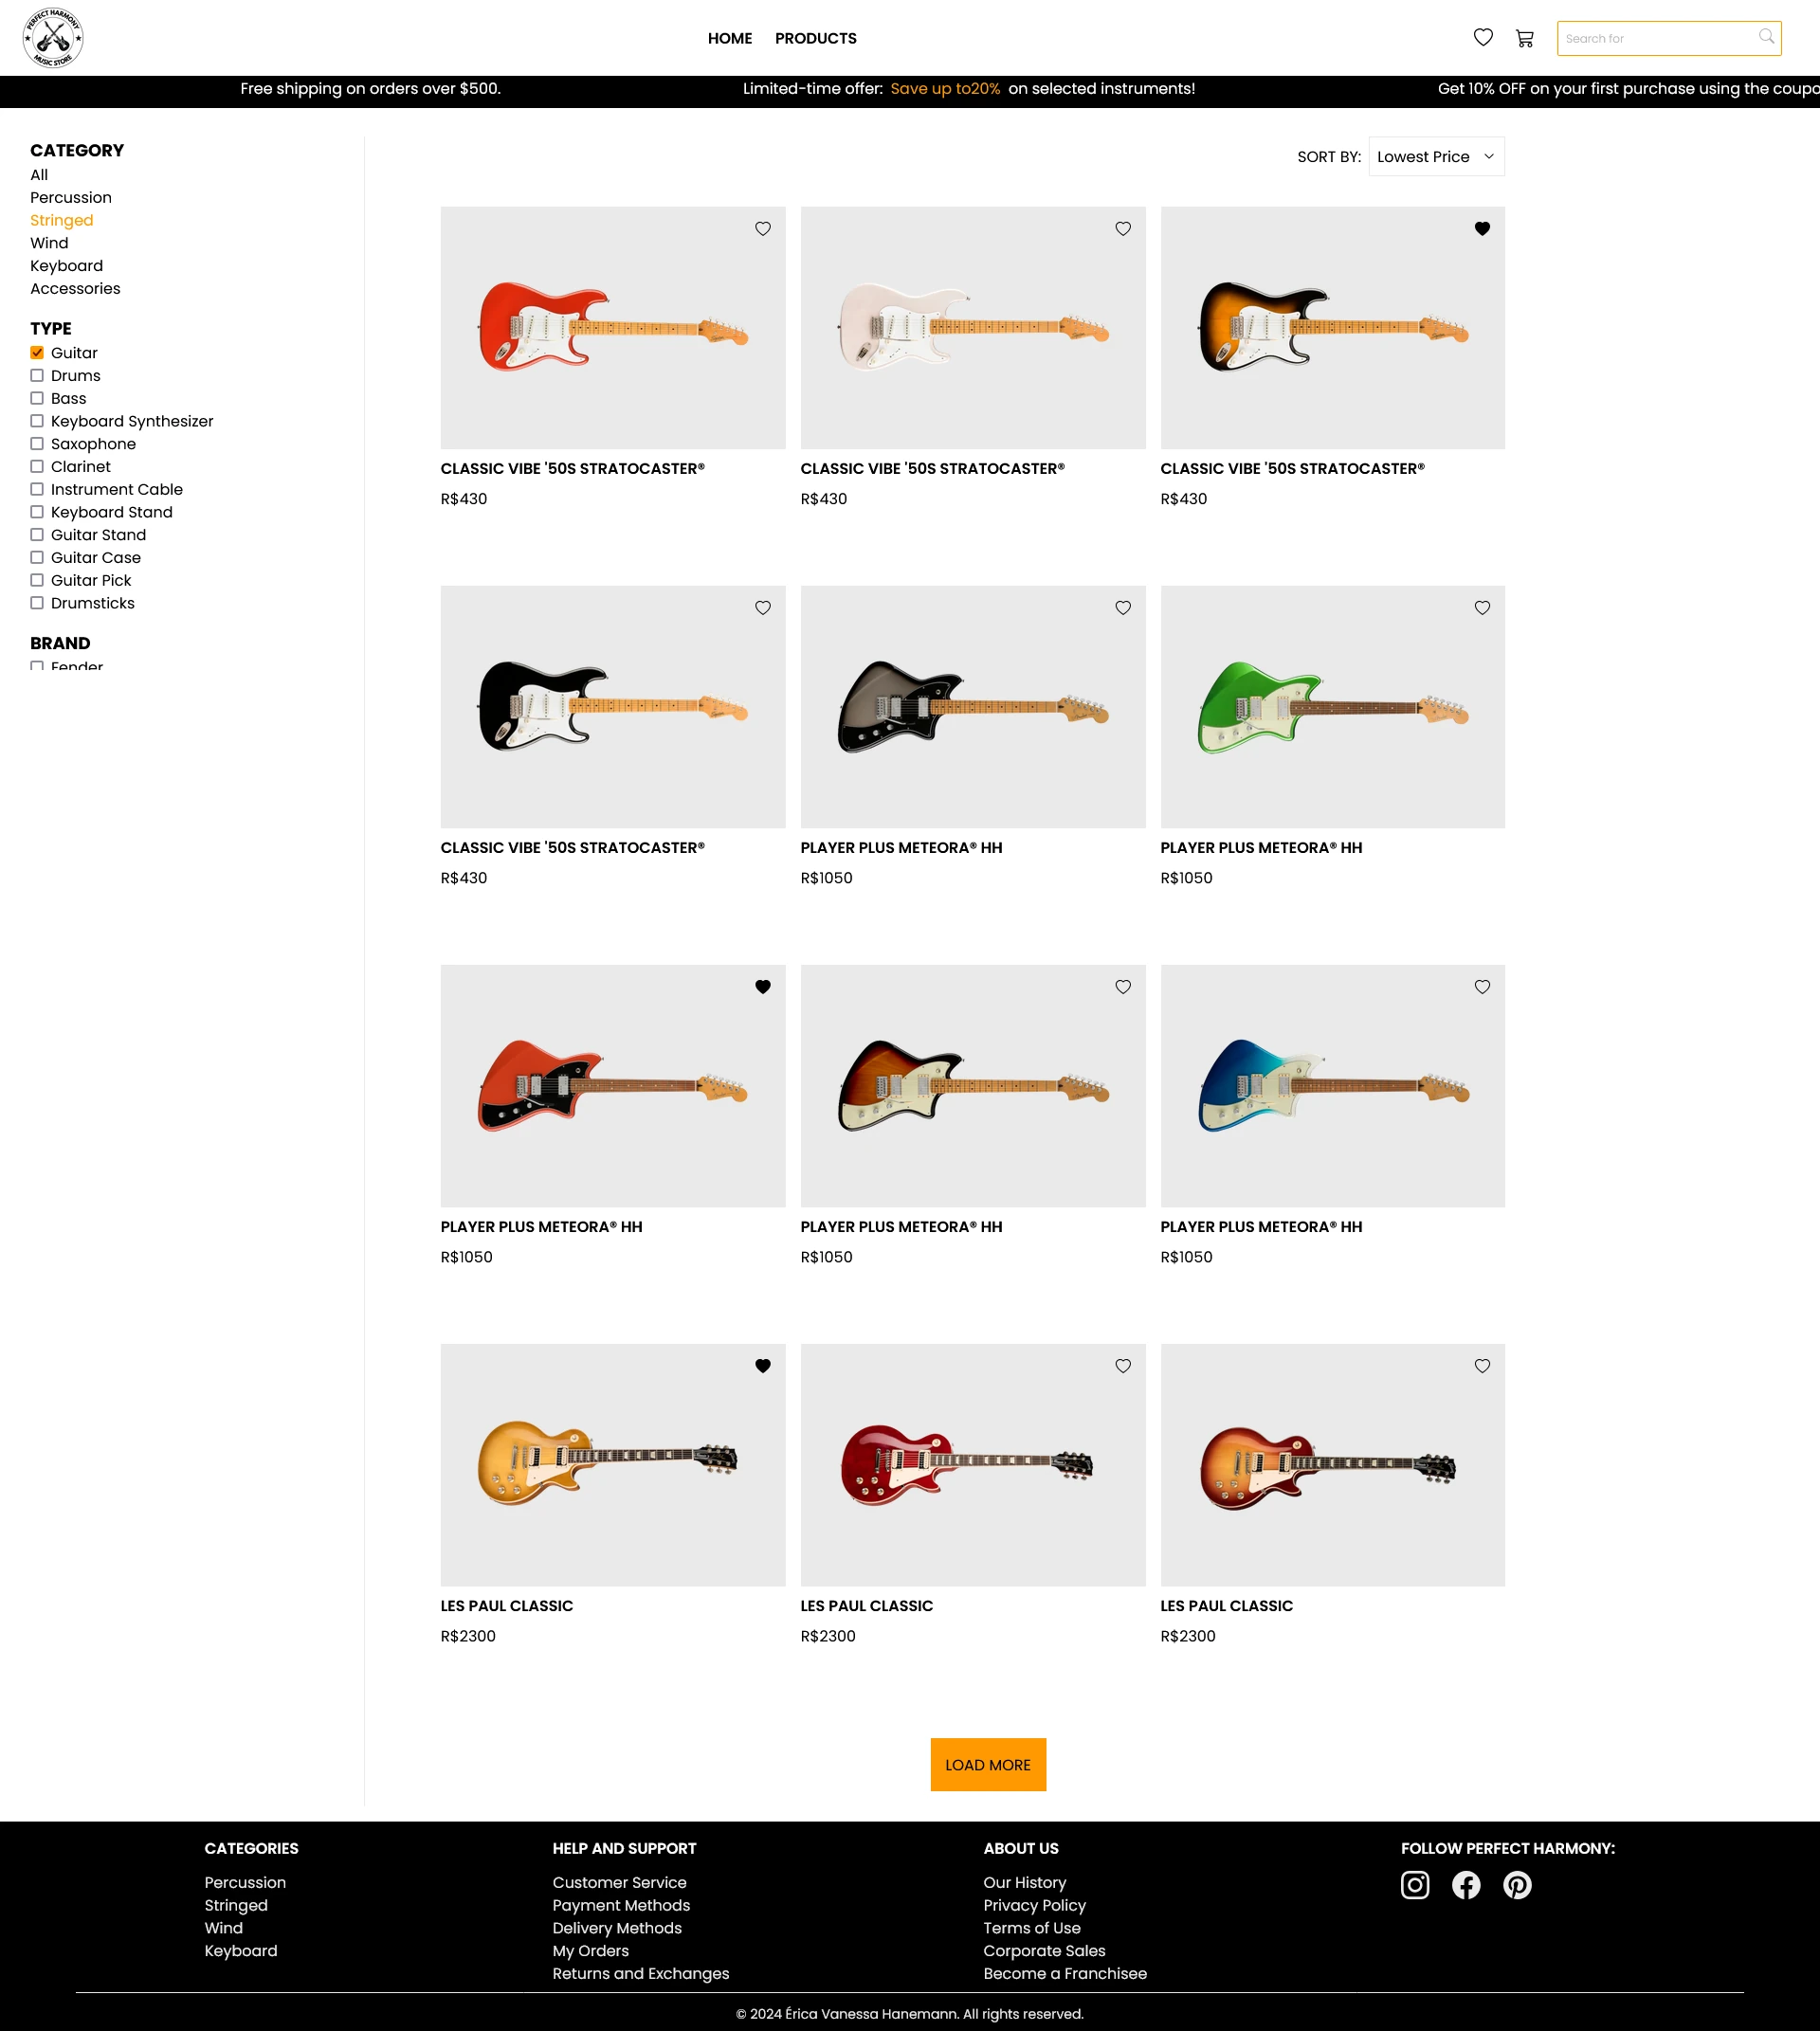 PERFECT HARMONY
MUSIC STORE
HOME PRODUCTS
Search for
Free shipping on orders over $500. Limited-time offer: Save up to20% on selected instruments! Get 10% OFF on your first purchase using the coupo
CATEGORY
All
Percussion
Stringed
Wind
Keyboard
Accessories
TYPE
Guitar
Drums
Bass
Keyboard Synthesizer
Saxophone
Clarinet
Instrument Cable
Keyboard Stand
Guitar Stand
Guitar Case
Guitar Pick
Drumsticks
BRAND
Fender
SORT BY: Lowest Price
CLASSIC VIBE '50S STRATOCASTER®
R$430
CLASSIC VIBE '50S STRATOCASTER®
R$430
CLASSIC VIBE '50S STRATOCASTER®
R$430
CLASSIC VIBE '50S STRATOCASTER®
R$430
PLAYER PLUS METEORA® HH
R$1050
PLAYER PLUS METEORA® HH
R$1050
PLAYER PLUS METEORA® HH
R$1050
PLAYER PLUS METEORA® HH
R$1050
PLAYER PLUS METEORA® HH
R$1050
LES PAUL CLASSIC
R$2300
LES PAUL CLASSIC
R$2300
LES PAUL CLASSIC
R$2300
LOAD MORE
CATEGORIES
Percussion
Stringed
Wind
Keyboard
HELP AND SUPPORT
Customer Service
Payment Methods
Delivery Methods
My Orders
Returns and Exchanges
ABOUT US
Our History
Privacy Policy
Terms of Use
Corporate Sales
Become a Franchisee
FOLLOW PERFECT HARMONY:
© 2024 Érica Vanessa Hanemann. All rights reserved.